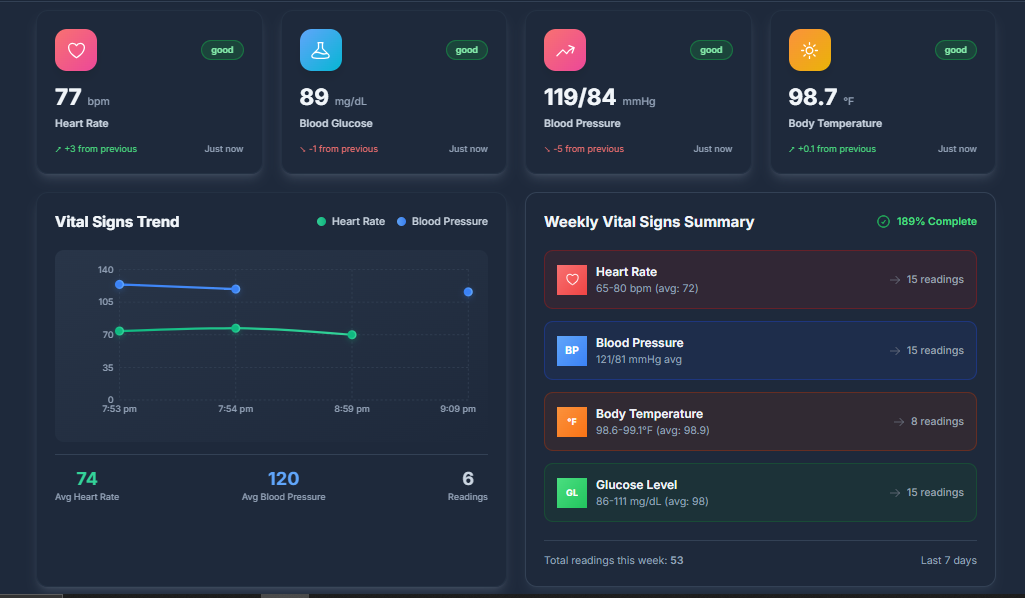 good good good good
77 bpm 89 mg/dL 119/84 mmHg 98.7 °F
Heart Rate Blood Glucose Blood Pressure Body Temperature
+3 from previous Just now -1 from previous Just now -5 from previous Just now +0.1 from previous Just now
Vital Signs Trend Heart Rate Blood Pressure
140
105
70
35
0
7:53 pm 7:54 pm 8:59 pm 9:09 pm
74 120 6
Avg Heart Rate Avg Blood Pressure Readings
Weekly Vital Signs Summary 189% Complete
Heart Rate
65-80 bpm (avg: 72)
15 readings
BP
Blood Pressure
121/81 mmHg avg
15 readings
°F
Body Temperature
98.6-99.1°F (avg: 98.9)
8 readings
GL
Glucose Level
86-111 mg/dL (avg: 98)
15 readings
Total readings this week: 53 Last 7 days